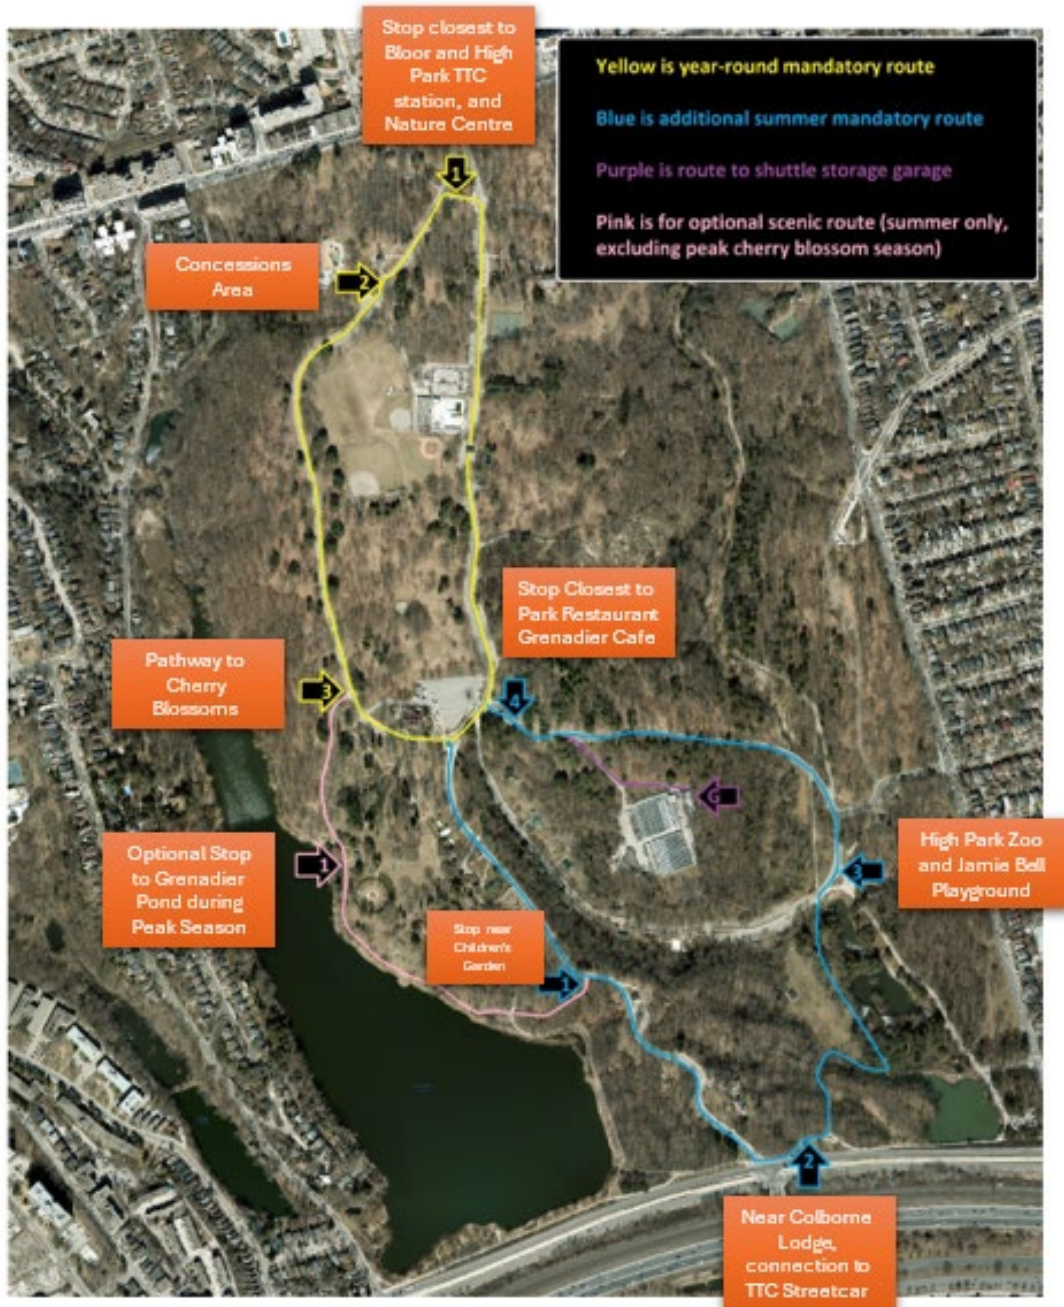 Stop closest to
Bloor and High
Park TTC
station, and
Nature Centre
Yellow is year-round mandatory route
Blue is additional summer mandatory route
Purple is route to shuttle storage garage
Pink is for optional scenic route (summer only,
excluding peak cherry blossom season)
1
Concessions
Area
2
Stop Closest to
Park Restaurant
Grenadier Cafe
Pathway to
Cherry
Blossoms
3
4
G
Optional Stop
to Grenadier
Pond during
Peak Season
1
High Park Zoo
and Jamie Bell
Playground
3
Stop near
Children's
Garden
1
2
Near Colborne
Lodge,
connection to
TTC Streetcar